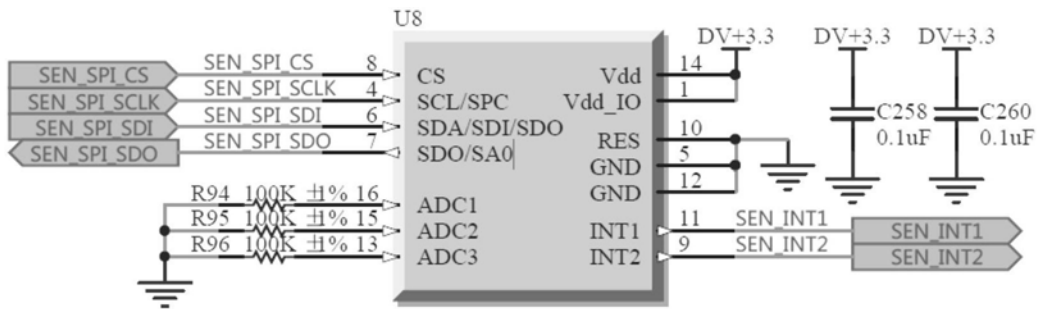 U8
DV+3.3 DV+3.3 DV+3.3
SEN_SPI_CS SEN_SPI_CS 8 CS Vdd 14
SEN_SPI_SCLK SEN_SPI_SCLK 4 SCL/SPC Vdd_IO 1
SEN_SPI_SDI SEN_SPI_SDI 6 SDA/SDI/SDO RES 10
SEN_SPI_SDO SEN_SPI_SDO 7 SDO/SA0 GND 5
GND 12
C258 0.1uF
C260 0.1uF
R94 100K ±1% 16 ADC1
R95 100K ±1% 15 ADC2 INT1 11 SEN_INT1 SEN_INT1
R96 100K ±1% 13 ADC3 INT2 9 SEN_INT2 SEN_INT2